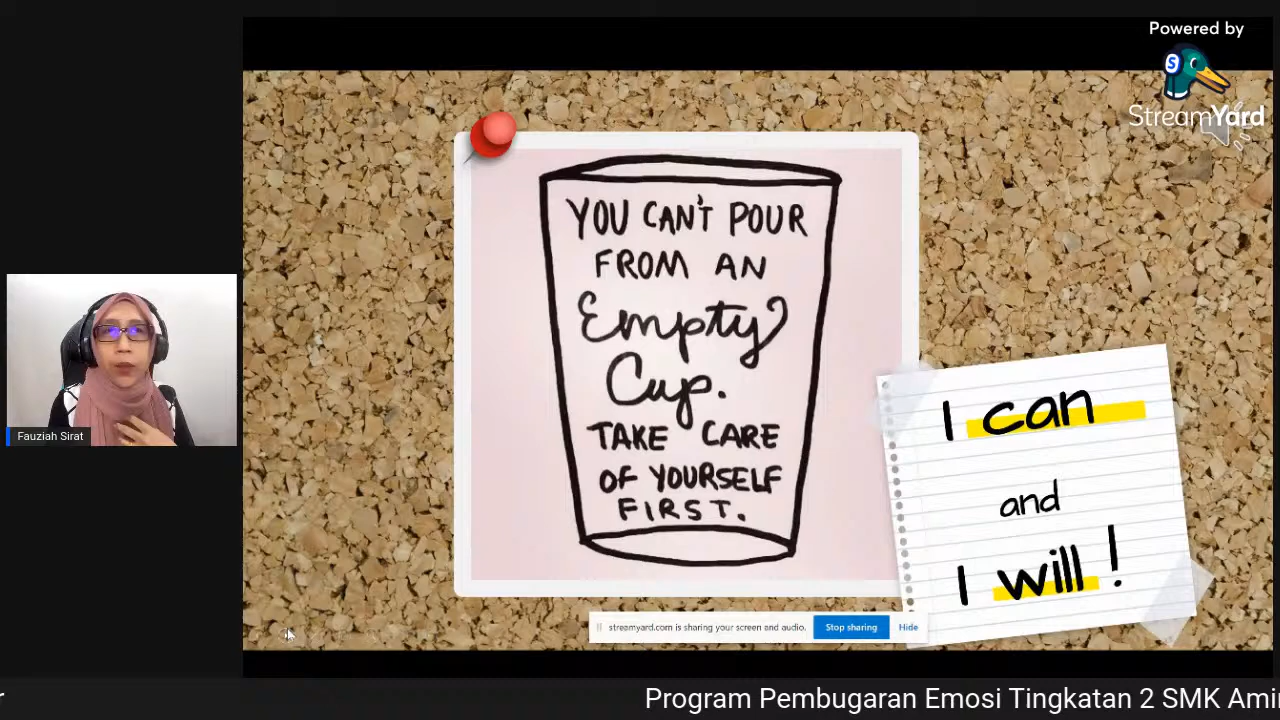 Powered by
S
StreamYard
YOU CAN'T POUR
FROM AN
Empty
Cup.
TAKE CARE
OF YOURSELF
FIRST.
I can
and
I will!
Fauziah Sirat
streamyard.com is sharing your screen and audio.
Stop sharing
Hide
Program Pembugaran Emosi Tingkatan 2 SMK